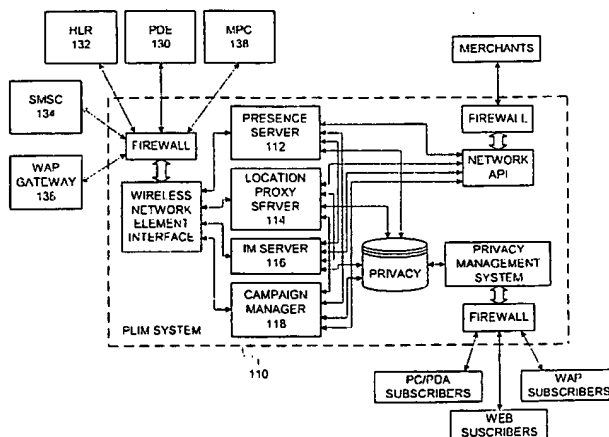 HLR
132
PDE
130
MPC
138
MERCHANTS
SMSC
134
FIREWALL
PRESENCE
SERVER
112
FIREWALL
WAP
GATEWAY
136
NETWORK
API
WIRELESS
NETWORK
ELEMENT
INTERFACE
LOCATION
PROXY
SERVER
114
IM SERVER
116
PRIVACY
PRIVACY
MANAGEMENT
SYSTEM
CAMPAIGN
MANAGER
118
FIREWALL
PLIM SYSTEM
110
PC/PDA
SUBSCRIBERS
WAP
SUBSCRIBERS
WEB
SUSCRIBERS